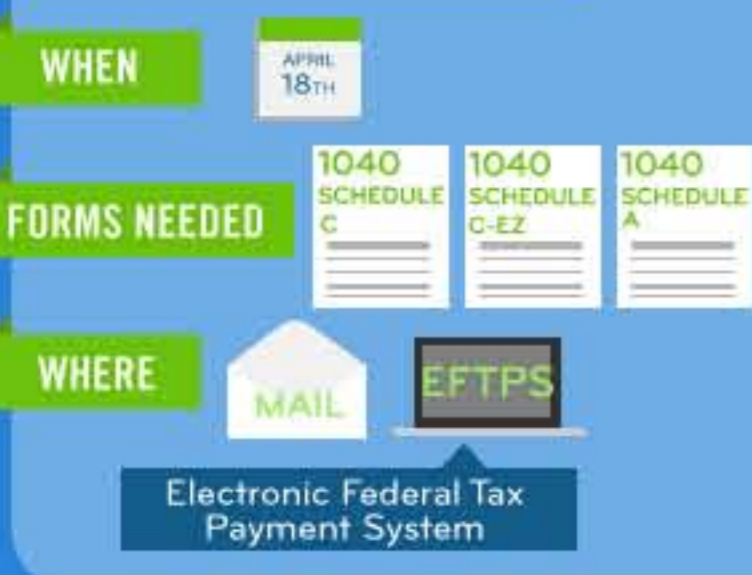 WHEN
APRIL
18TH
FORMS NEEDED
1040
SCHEDULE
C
1040
SCHEDULE
C-EZ
1040
SCHEDULE
A
WHERE
MAIL
EFTPS
Electronic Federal Tax
Payment System